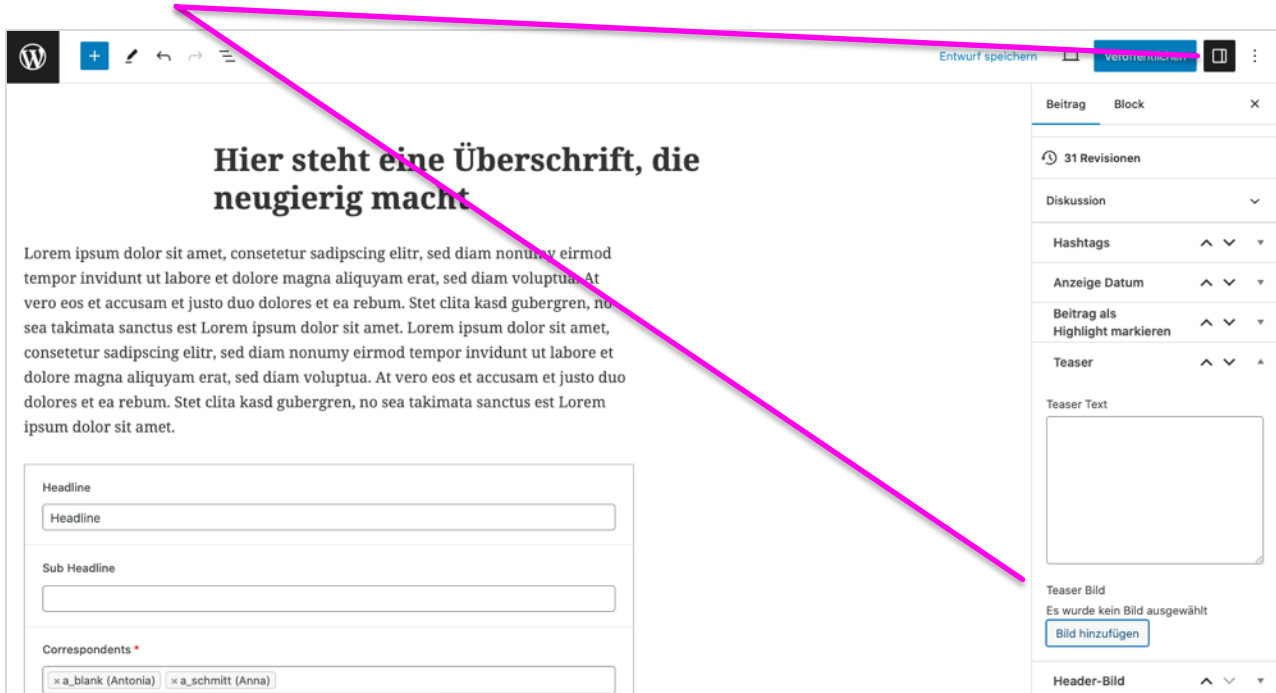 Entwurf speichern
Veröffentlichen
Beitrag Block
31 Revisionen
Diskussion
Hashtags
Anzeige Datum
Beitrag als
Highlight markieren
Teaser
Teaser Text
Teaser Bild
Es wurde kein Bild ausgewählt
Bild hinzufügen
Header-Bild
Hier steht eine Überschrift, die
neugierig macht
Lorem ipsum dolor sit amet, consetetur sadipscing elitr, sed diam nonumy eirmod
tempor invidunt ut labore et dolore magna aliquyam erat, sed diam voluptua. At
vero eos et accusam et justo duo dolores et ea rebum. Stet clita kasd gubergren, no
sea takimata sanctus est Lorem ipsum dolor sit amet. Lorem ipsum dolor sit amet,
consetetur sadipscing elitr, sed diam nonumy eirmod tempor invidunt ut labore et
dolore magna aliquyam erat, sed diam voluptua. At vero eos et accusam et justo duo
dolores et ea rebum. Stet clita kasd gubergren, no sea takimata sanctus est Lorem
ipsum dolor sit amet.
Headline
Headline
Sub Headline
Correspondents *
× a_blank (Antonia) × a_schmitt (Anna)